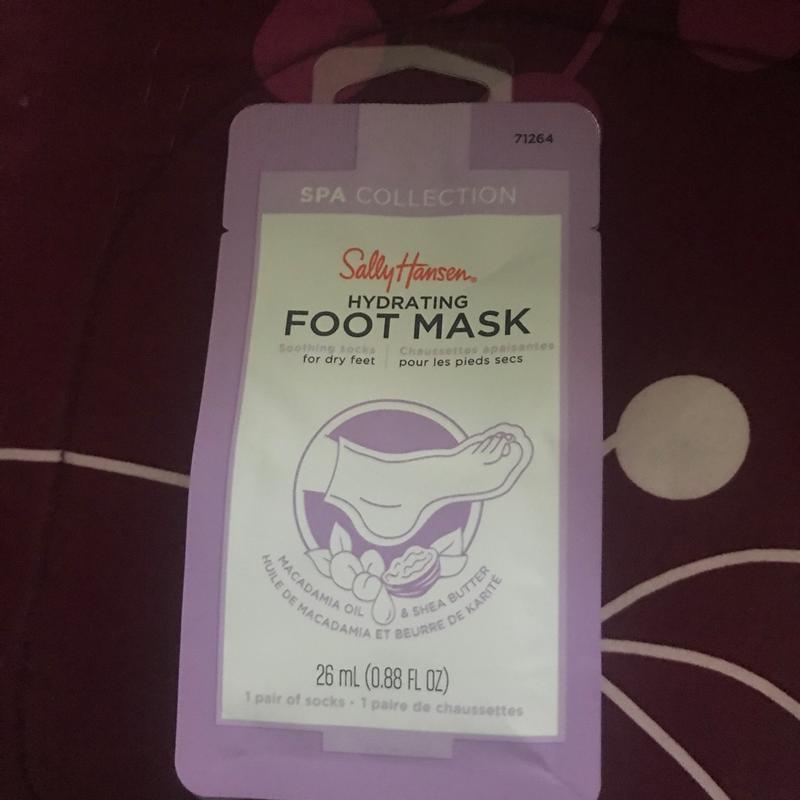 71264
SPA COLLECTION
Sally Hansen®
HYDRATING
FOOT MASK
Soothing socks
for dry feet
Chaussettes apaisantes
pour les pieds secs
MACADAMIA OIL & SHEA BUTTER
HUILE DE MACADAMIA ET BEURRE DE KARITÉ
26 mL (0.88 FL OZ)
1 pair of socks • 1 paire de chaussettes